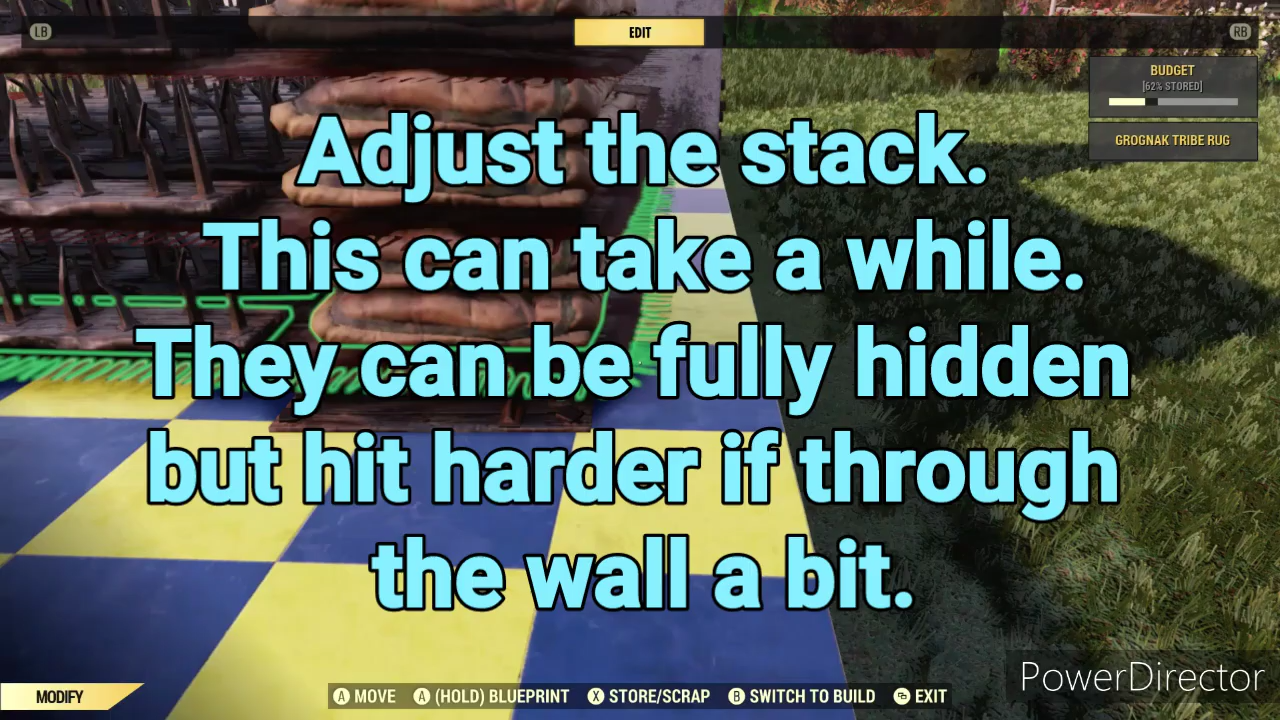 LB
EDIT
RB
BUDGET
[62% STORED]
GROGNAK TRIBE RUG
Adjust the stack.
This can take a while.
They can be fully hidden
but hit harder if through
the wall a bit.
PowerDirector
MODIFY
A MOVE A (HOLD) BLUEPRINT X STORE/SCRAP B SWITCH TO BUILD EXIT